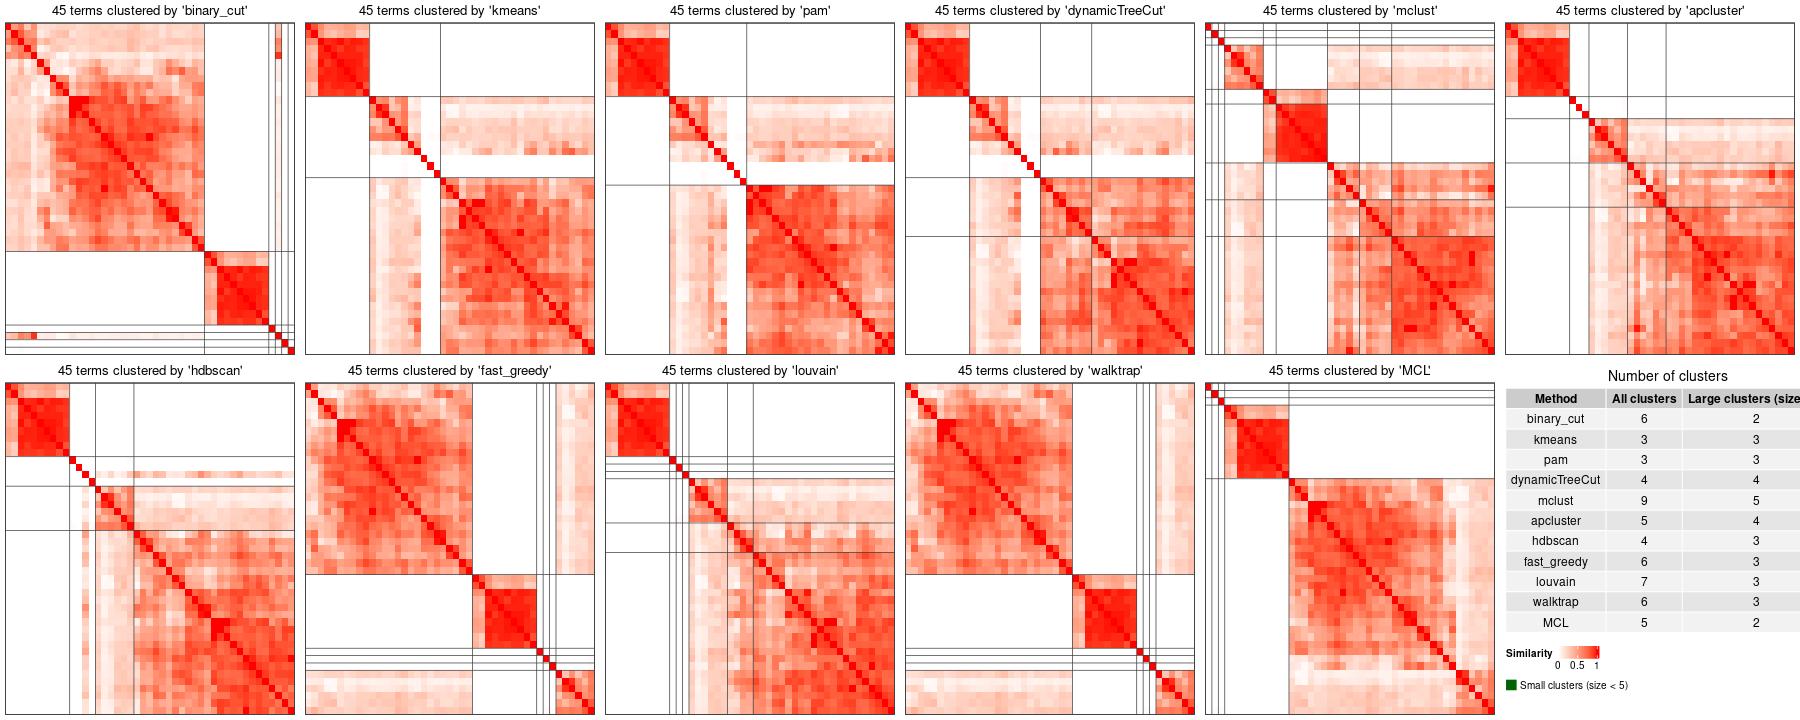 45 terms clustered by 'binary_cut'
45 terms clustered by 'kmeans'
45 terms clustered by 'pam'
45 terms clustered by 'dynamicTreeCut'
45 terms clustered by 'mclust'
45 terms clustered by 'apcluster'
45 terms clustered by 'hdbscan'
45 terms clustered by 'fast_greedy'
45 terms clustered by 'louvain'
45 terms clustered by 'walktrap'
45 terms clustered by 'MCL'
Number of clusters
Method All clusters Large clusters (size
binary_cut 6 2
kmeans 3 3
pam 3 3
dynamicTreeCut 4 4
mclust 9 5
apcluster 5 4
hdbscan 4 3
fast_greedy 6 3
louvain 7 3
walktrap 6 3
MCL 5 2
Similarity
0 0.5 1
Small clusters (size < 5)